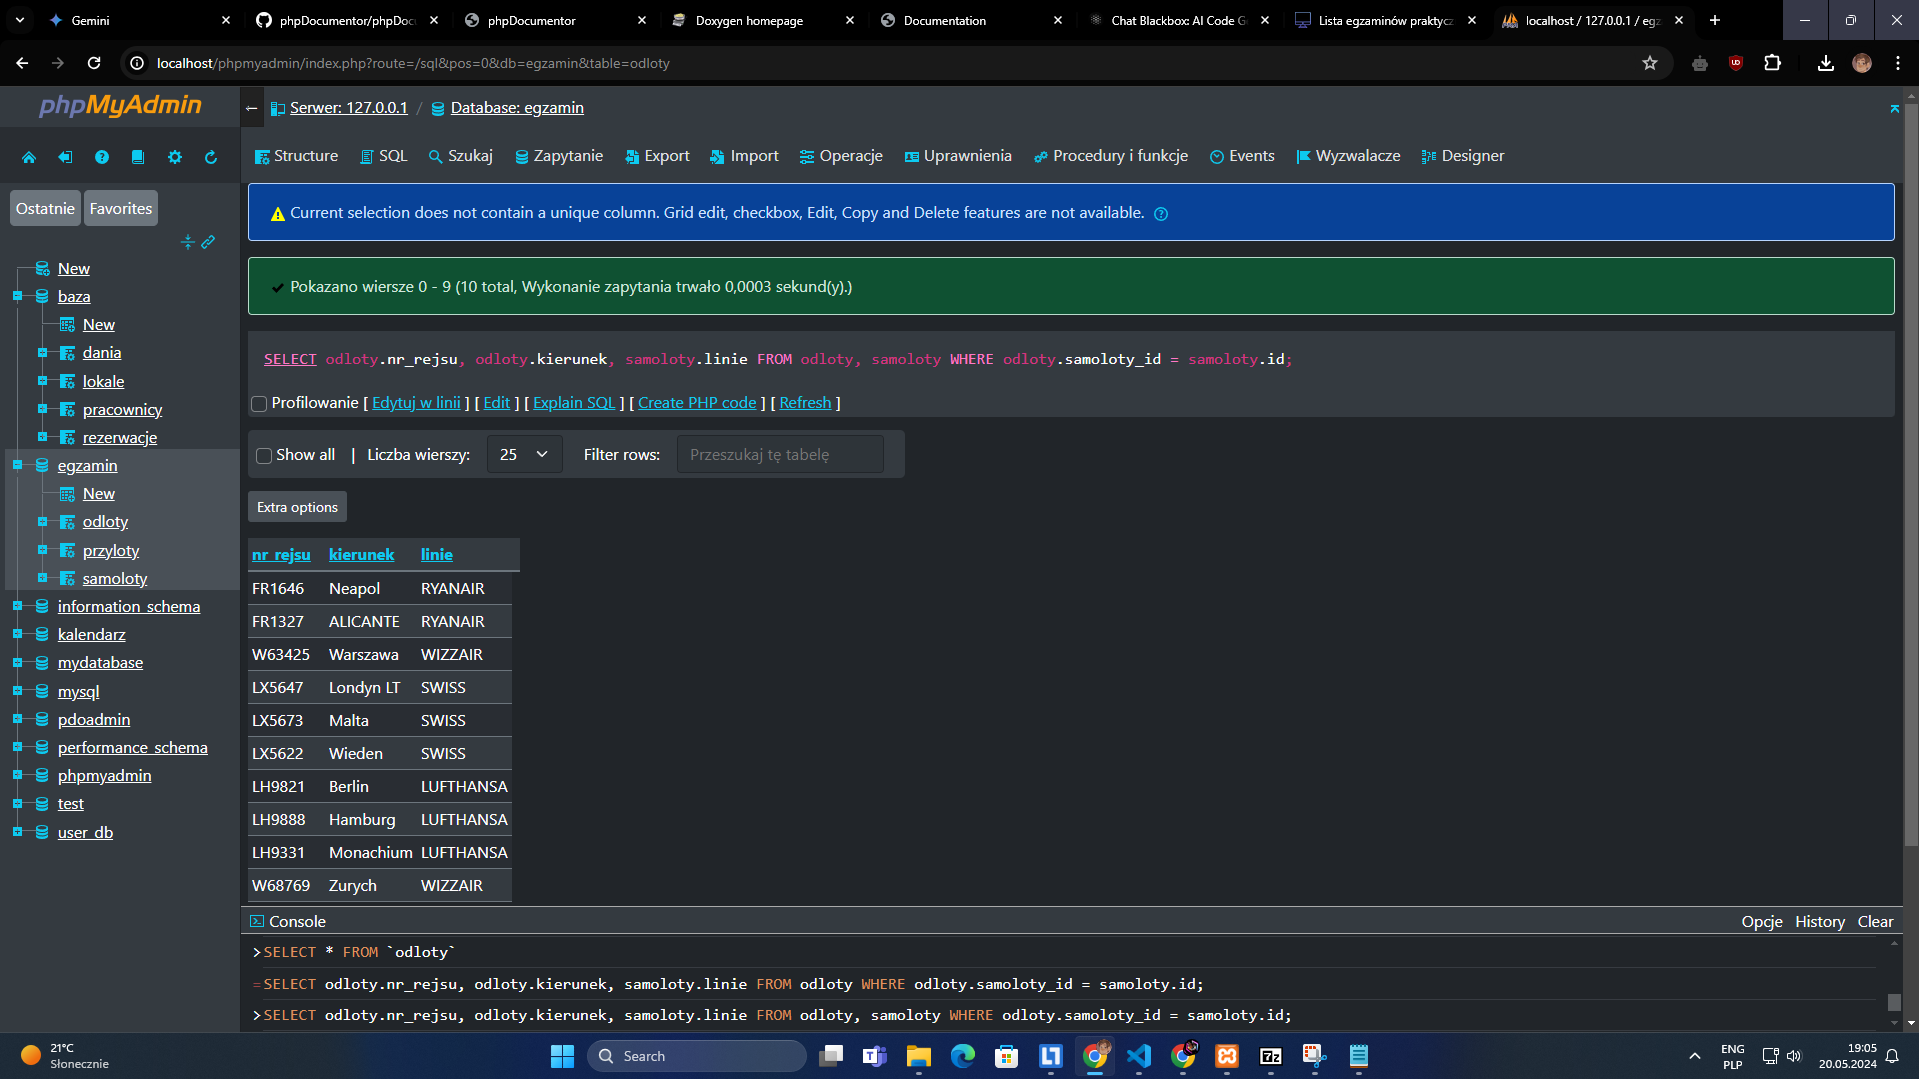 Gemini
phpDocumentor/phpDoc
phpDocumentor
Doxygen homepage
Documentation
Chat Blackbox: AI Code G
Lista egzaminów praktycz
localhost / 127.0.0.1 / egz
localhost/phpmyadmin/index.php?route=/sql&pos=0&db=egzamin&table=odloty
phpMyAdmin
Serwer: 127.0.0.1 / Database: egzamin
Structure SQL Szukaj Zapytanie Export Import Operacje Uprawnienia Procedury i funkcje Events Wyzwalacze Designer
Ostatnie Favorites
New
baza
New
dania
lokale
pracownicy
rezerwacje
egzamin
New
odloty
przyloty
samoloty
information_schema
kalendarz
mydatabase
mysql
pdoadmin
performance_schema
phpmyadmin
test
user_db
Current selection does not contain a unique column. Grid edit, checkbox, Edit, Copy and Delete features are not available.
Pokazano wiersze 0 - 9 (10 total, Wykonanie zapytania trwało 0,0003 sekund(y).)
SELECT odloty.nr_rejsu, odloty.kierunek, samoloty.linie FROM odloty, samoloty WHERE odloty.samoloty_id = samoloty.id;
Profilowanie [ Edytuj w linii ] [ Edit ] [ Explain SQL ] [ Create PHP code ] [ Refresh ]
Show all | Liczba wierszy: 25 Filter rows: Przeszukaj tę tabelę
Extra options
nr_rejsu kierunek linie
FR1646 Neapol RYANAIR
FR1327 ALICANTE RYANAIR
W63425 Warszawa WIZZAIR
LX5647 Londyn LT SWISS
LX5673 Malta SWISS
LX5622 Wieden SWISS
LH9821 Berlin LUFTHANSA
LH9888 Hamburg LUFTHANSA
LH9331 Monachium LUFTHANSA
W68769 Zurych WIZZAIR
Console Opcje History Clear
>SELECT * FROM `odloty`
=SELECT odloty.nr_rejsu, odloty.kierunek, samoloty.linie FROM odloty WHERE odloty.samoloty_id = samoloty.id;
>SELECT odloty.nr_rejsu, odloty.kierunek, samoloty.linie FROM odloty, samoloty WHERE odloty.samoloty_id = samoloty.id;
21°C
Słonecznie
Search
ENG
PLP
19:05
20.05.2024